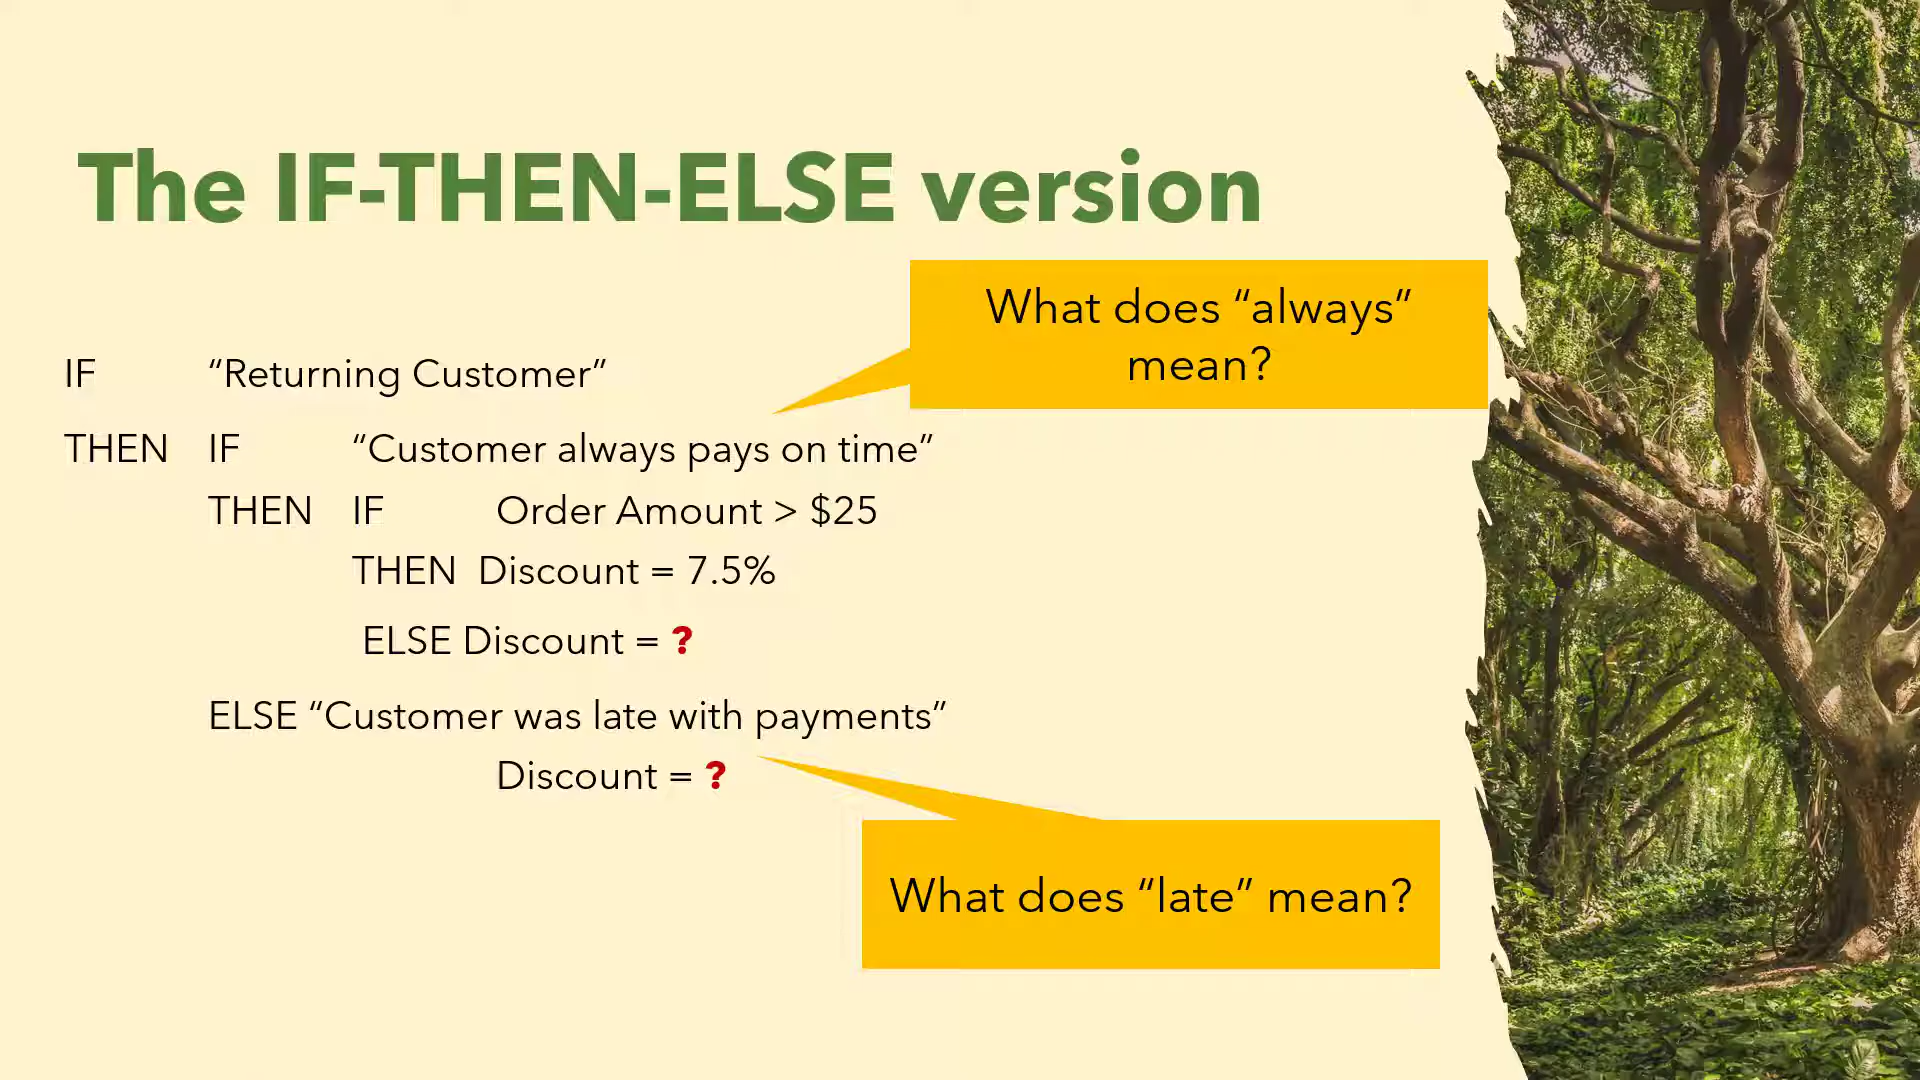 The IF-THEN-ELSE version
What does “always”
mean?
IF “Returning Customer”
THEN IF “Customer always pays on time”
THEN IF Order Amount > $25
THEN Discount = 7.5%
ELSE Discount = ?
ELSE “Customer was late with payments”
Discount = ?
What does “late” mean?